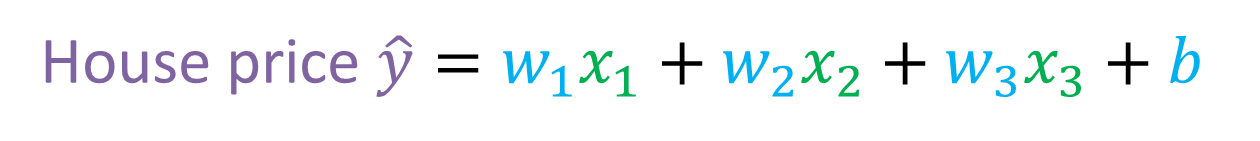 House price ŷ = w₁x₁ + w₂x₂ + w₃x₃ + b